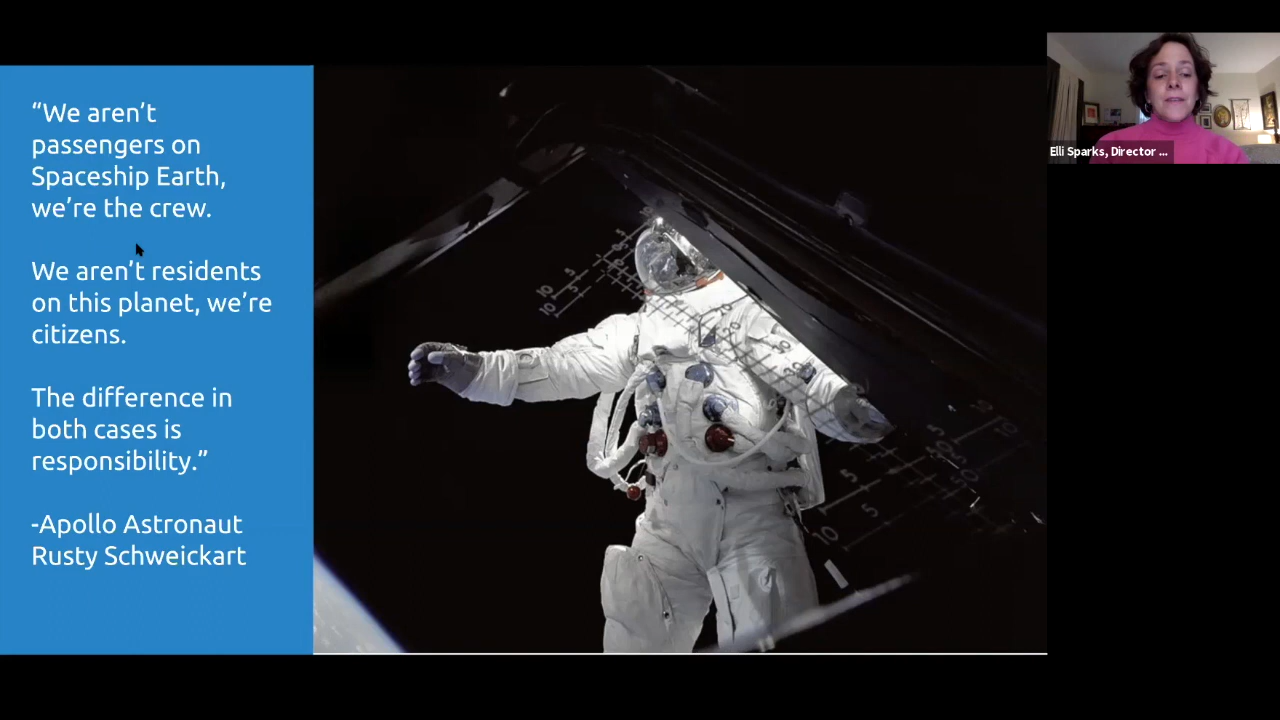 “We aren’t
passengers on
Spaceship Earth,
we’re the crew.
We aren’t residents
on this planet, we’re
citizens.
The difference in
both cases is
responsibility.”
-Apollo Astronaut
Rusty Schweickart
Elli Sparks, Director ...